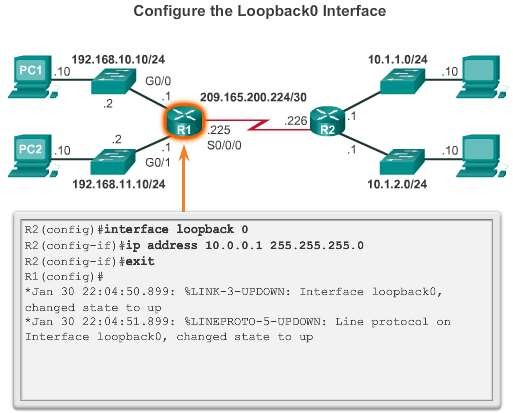 Configure the Loopback0 Interface
192.168.10.10/24
10.1.1.0/24
PC1
.10
G0/0
.10
.2
.1
209.165.200.224/30
.1
R1
.225
.226
R2
S0/0/0
PC2
.2
.1
.1
.10
G0/1
.10
192.168.11.10/24
10.1.2.0/24
R2(config)#interface loopback 0
R2(config-if)#ip address 10.0.0.1 255.255.255.0
R2(config-if)#exit
R1(config)#
*Jan 30 22:04:50.899: %LINK-3-UPDOWN: Interface loopback0,
changed state to up
*Jan 30 22:04:51.899: %LINEPROTO-5-UPDOWN: Line protocol on
Interface loopback0, changed state to up